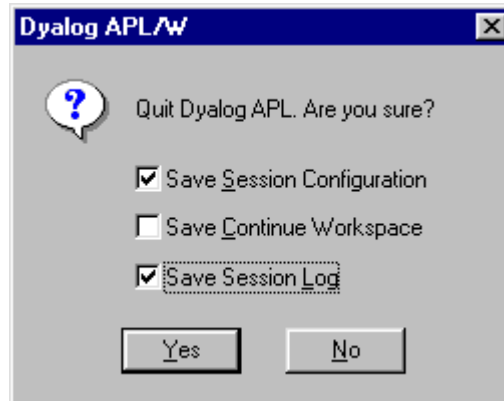 Dyalog APL/W
Quit Dyalog APL. Are you sure?
Save Session Configuration
Save Continue Workspace
Save Session Log
Yes No